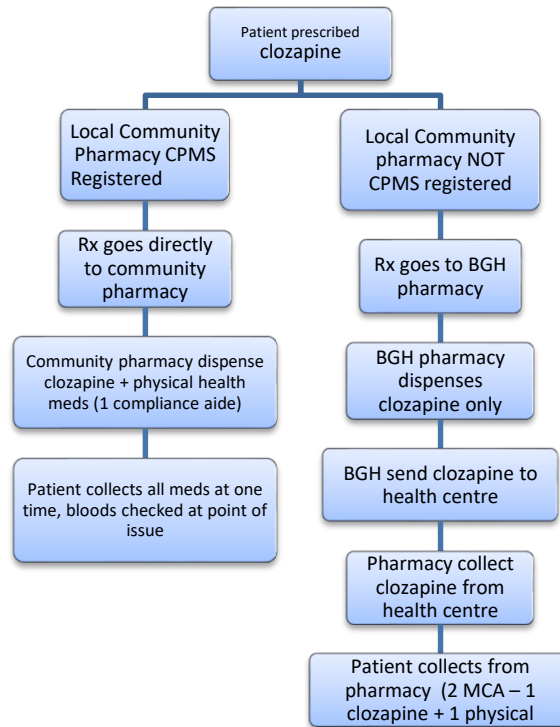 Patient prescribed
clozapine
Local Community
Pharmacy CPMS
Registered
Rx goes directly
to community
pharmacy
Community pharmacy dispense
clozapine + physical health
meds (1 compliance aide)
Patient collects all meds at one
time, bloods checked at point of
issue
Local Community
pharmacy NOT
CPMS registered
Rx goes to BGH
pharmacy
BGH pharmacy
dispenses
clozapine only
BGH send clozapine to
health centre
Pharmacy collect
clozapine from
health centre
Patient collects from
pharmacy (2 MCA – 1
clozapine + 1 physical